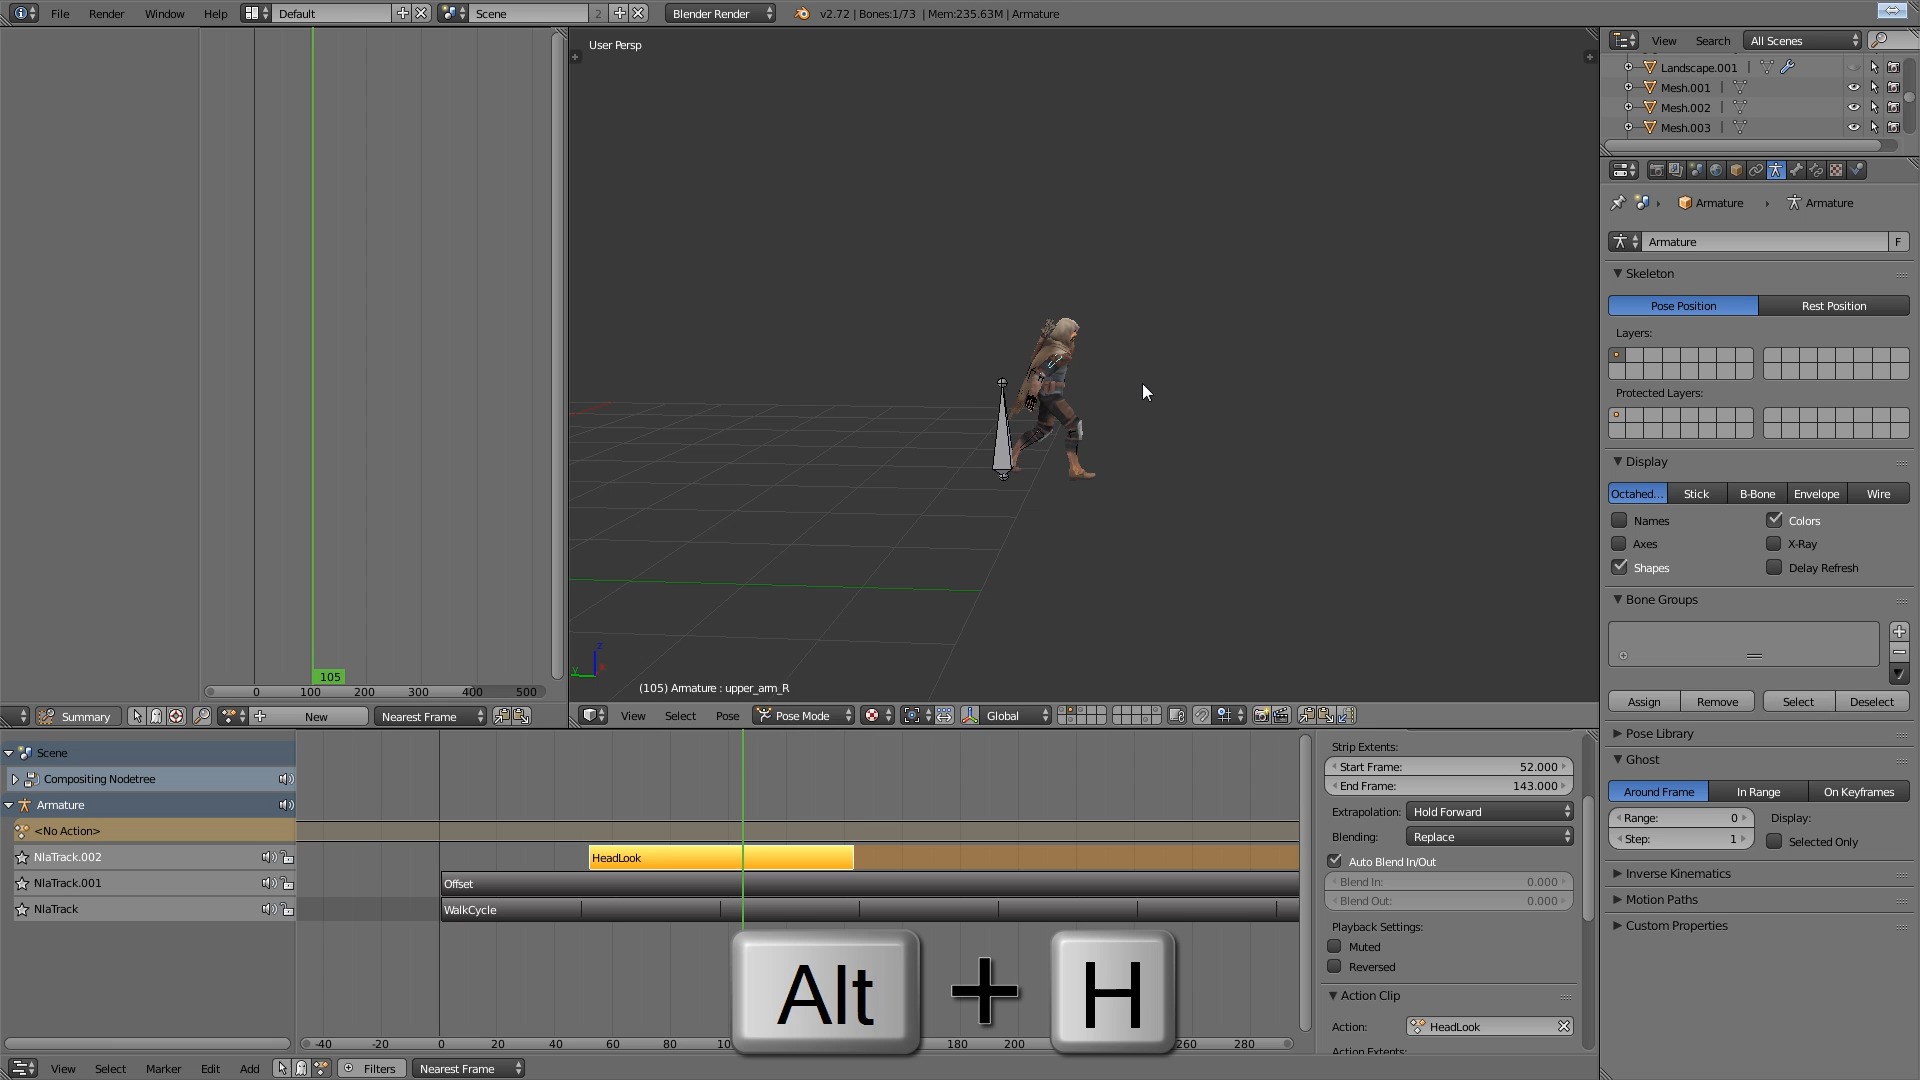 File Render Window Help Default Scene 2 Blender Render v2.72 | Bones:1/73 | Mem:235.63M | Armature
User Persp
View Search All Scenes
Landscape.001
Mesh.001
Mesh.002
Mesh.003
Armature Armature
Armature F
Skeleton
Pose Position Rest Position
Layers:
Protected Layers:
Display
Octahed... Stick B-Bone Envelope Wire
Names Colors
Axes X-Ray
Shapes Delay Refresh
Bone Groups
Assign Remove Select Deselect
Pose Library
Ghost
Around Frame In Range On Keyframes
Range: 0 Display:
Step: 1 Selected Only
Inverse Kinematics
Motion Paths
Custom Properties
105
0 100 200 300 400 500
z
y
(105) Armature : upper_arm_R
Summary New Nearest Frame
View Select Pose Pose Mode Global
Scene
Compositing Nodetree
Armature
<No Action>
NlaTrack.002
NlaTrack.001
NlaTrack
HeadLook
Offset
WalkCycle
Strip Extents:
Start Frame: 52.000
End Frame: 143.000
Extrapolation: Hold Forward
Blending: Replace
Auto Blend In/Out
Blend In: 0.000
Blend Out: 0.000
Playback Settings:
Muted
Reversed
Action Clip
Action: HeadLook
Action Extents:
Alt + H
-40 -20 0 20 40 60 80 10 180 200 260 280
View Select Marker Edit Add Filters Nearest Frame